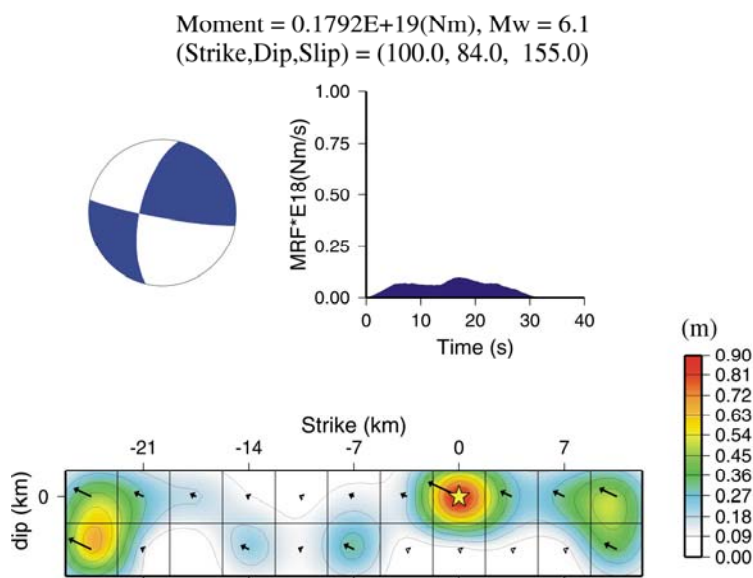 Moment = 0.1792E+19(Nm), Mw = 6.1
(Strike,Dip,Slip) = (100.0, 84.0, 155.0)
1.00
0.75
0.50
0.25
0.00
MRF*E18(Nm/s)
0 10 20 30 40
Time (s)
(m)
0.90
0.81
0.72
0.63
0.54
0.45
0.36
0.27
0.18
0.09
0.00
Strike (km)
-21 -14 -7 0 7
dip (km)
0